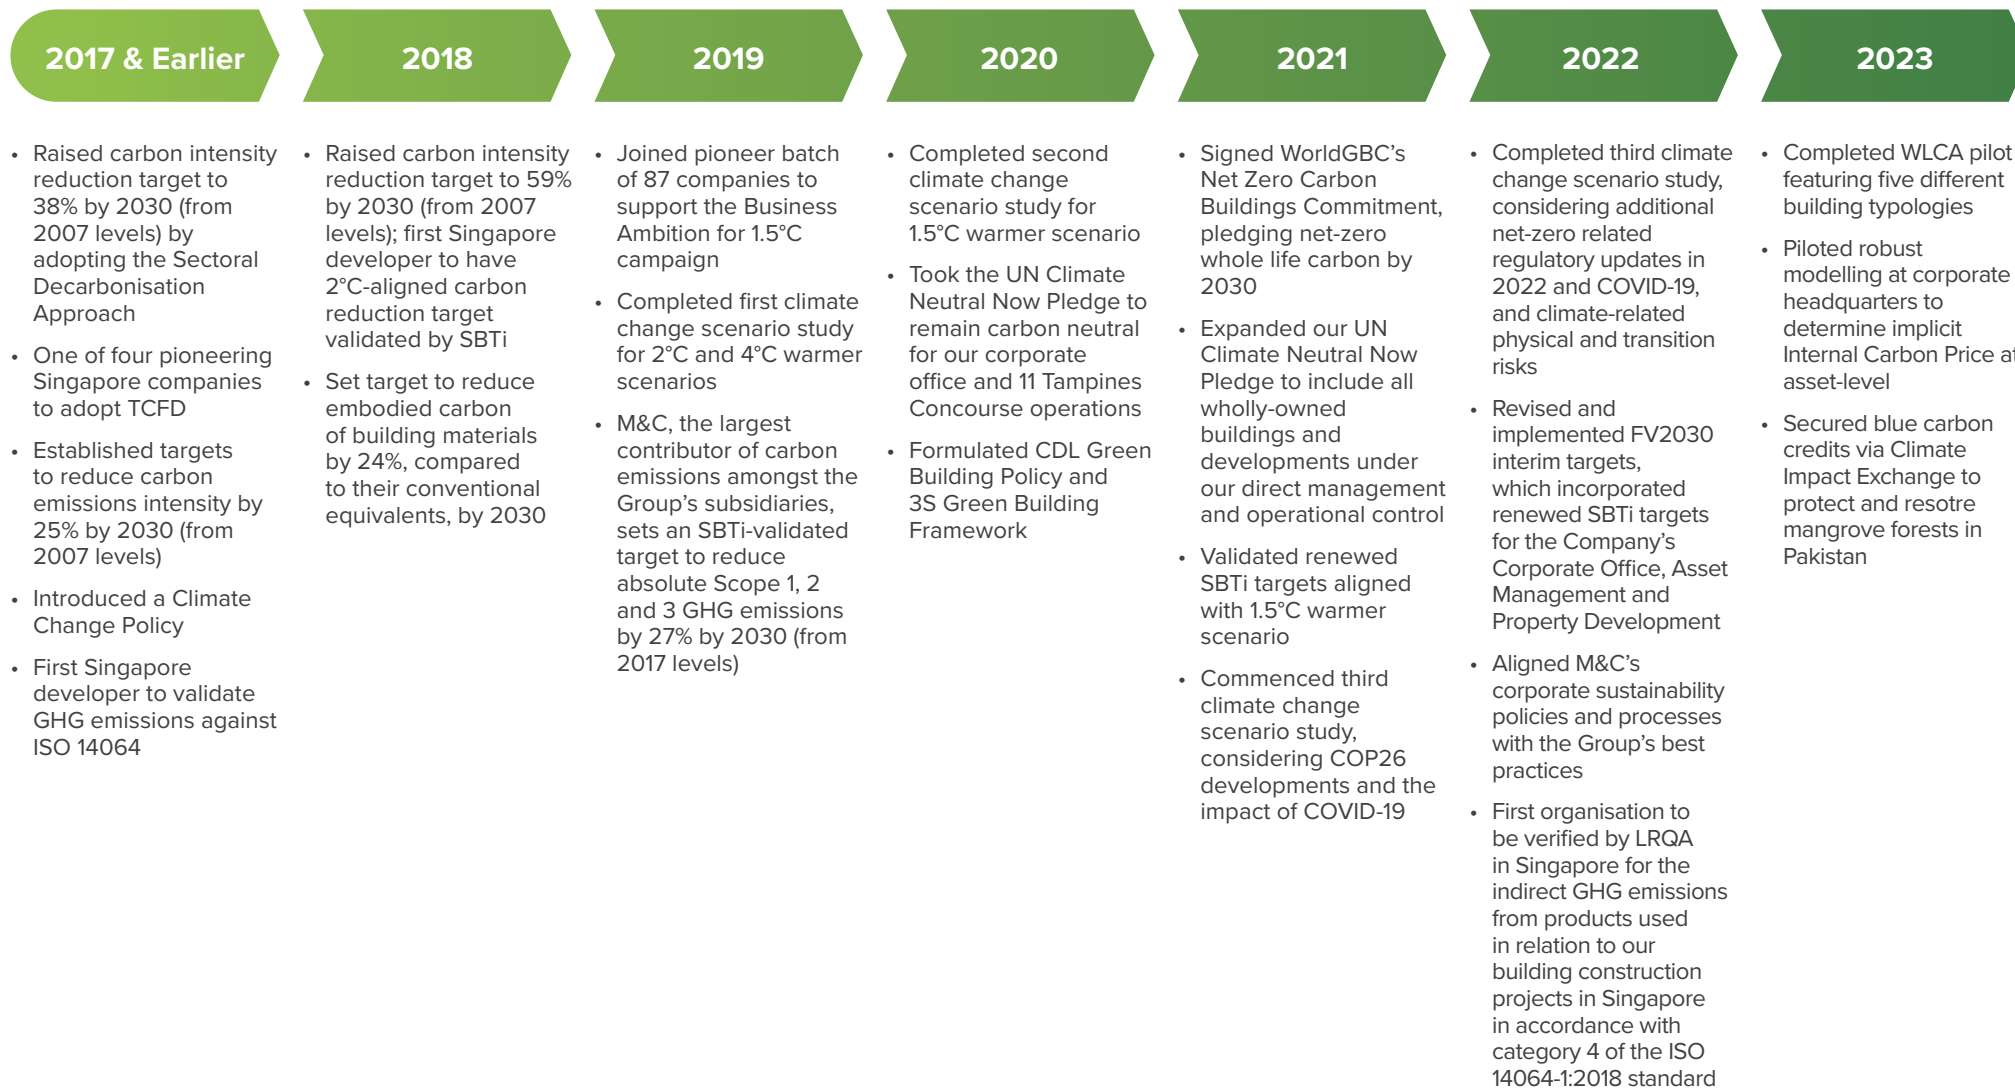 2017 & Earlier
• Raised carbon intensity
reduction target to
38% by 2030 (from
2007 levels) by
adopting the Sectoral
Decarbonisation
Approach
• One of four pioneering
Singapore companies
to adopt TCFD
• Established targets
to reduce carbon
emissions intensity by
25% by 2030 (from
2007 levels)
• Introduced a Climate
Change Policy
• First Singapore
developer to validate
GHG emissions against
ISO 14064
2018
• Raised carbon intensity
reduction target to 59%
by 2030 (from 2007
levels); first Singapore
developer to have
2°C-aligned carbon
reduction target
validated by SBTi
• Set target to reduce
embodied carbon
of building materials
by 24%, compared
to their conventional
equivalents, by 2030
2019
• Joined pioneer batch
of 87 companies to
support the Business
Ambition for 1.5°C
campaign
• Completed first climate
change scenario study
for 2°C and 4°C warmer
scenarios
• M&C, the largest
contributor of carbon
emissions amongst the
Group's subsidiaries,
sets an SBTi-validated
target to reduce
absolute Scope 1, 2
and 3 GHG emissions
by 27% by 2030 (from
2017 levels)
2020
• Completed second
climate change
scenario study for
1.5°C warmer scenario
• Took the UN Climate
Neutral Now Pledge to
remain carbon neutral
for our corporate
office and 11 Tampines
Concourse operations
• Formulated CDL Green
Building Policy and
3S Green Building
Framework
2021
• Signed WorldGBC's
Net Zero Carbon
Buildings Commitment,
pledging net-zero
whole life carbon by
2030
• Expanded our UN
Climate Neutral Now
Pledge to include all
wholly-owned
buildings and
developments under
our direct management
and operational control
• Validated renewed
SBTi targets aligned
with 1.5°C warmer
scenario
• Commenced third
climate change
scenario study,
considering COP26
developments and the
impact of COVID-19
2022
• Completed third climate
change scenario study,
considering additional
net-zero related
regulatory updates in
2022 and COVID-19,
and climate-related
physical and transition
risks
• Revised and
implemented FV2030
interim targets,
which incorporated
renewed SBTi targets
for the Company's
Corporate Office, Asset
Management and
Property Development
• Aligned M&C's
corporate sustainability
policies and processes
with the Group's best
practices
• First organisation to
be verified by LRQA
in Singapore for the
indirect GHG emissions
from products used
in relation to our
building construction
projects in Singapore
in accordance with
category 4 of the ISO
14064-1:2018 standard
2023
• Completed WLCA pilot
featuring five different
building typologies
• Piloted robust
modelling at corporate
headquarters to
determine implicit
Internal Carbon Price at
asset-level
• Secured blue carbon
credits via Climate
Impact Exchange to
protect and resotre
mangrove forests in
Pakistan